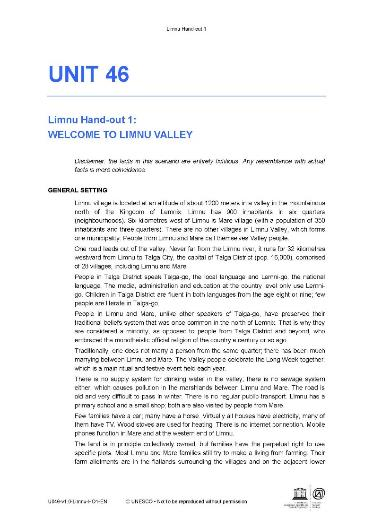 Limnu Hand-out 1
UNIT 46
Limnu Hand-out 1:
WELCOME TO LIMNU VALLEY
Disclaimer: the facts in this scenario are entirely fictitious. Any resemblance with actual
facts is mere coincidence.
GENERAL SETTING
Limnu village is located at an altitude of about 1200 meters in a valley in the mountainous
north of the Kingdom of Lemnix. Limnu has 900 inhabitants in six quarters
(neighbourhoods). Six kilometres west of Limnu is Mare village (with a population of 350
inhabitants and three quarters). There are no other villages in Limnu Valley, which forms
one municipality. People from Limnu and Mare call themselves Valley people.
One road leads out of the valley. Never far from the Limnu river, it runs for 32 kilometres
westward from Limnu to Taiga City, the capital of Taiga District (pop. 16,000), comprised
of 28 villages, including Limnu and Mare.
People in Taiga District speak Taiga-go, the local language and Lemni-go, the national
language. The media, administration and education at the country level only use Lemni-
go. Children in Taiga District are fluent in both languages from the age eight or nine; few
people are literate in Taiga-go.
People in Limnu and Mare, unlike other speakers of Taiga-go, have preserved their
traditional beliefs system that was once common in the north of Lemnix. That is why they
are considered a minority, as opposed to people from Taiga District and beyond, who
embraced the monotheistic official religion of the country a century or so ago.
Traditionally, one does not marry a person from the same quarter; there has been much
marrying between Limnu and Mare. The Valley people celebrate the Long Week together,
which is a main ritual and festive event held each year.
There is no supply system for drinking water in the valley; there is no sewage system
either, which causes pollution in the marshlands between Limnu and Mare. The road is
old and very difficult to pass in winter. There is no regular public transport. Limnu has a
primary school and a small shop; both are also visited by people from Mare.
Few families have a car; many have a horse. Virtually all houses have electricity, many of
them have TV. Wood stoves are used for heating. There is no internet connection. Mobile
phones function in Mare and at the western end of Limnu.
The land is in principle collectively owned, but families have the perpetual right to use
specific plots. Most Limnu and Mare families still try to make a living from farming. Their
farm allotments are in the flatlands surrounding the villages and on the adjacent lower
U046-v1.0-Limnu-HO1-EN © UNESCO • Not to be reproduced without permission